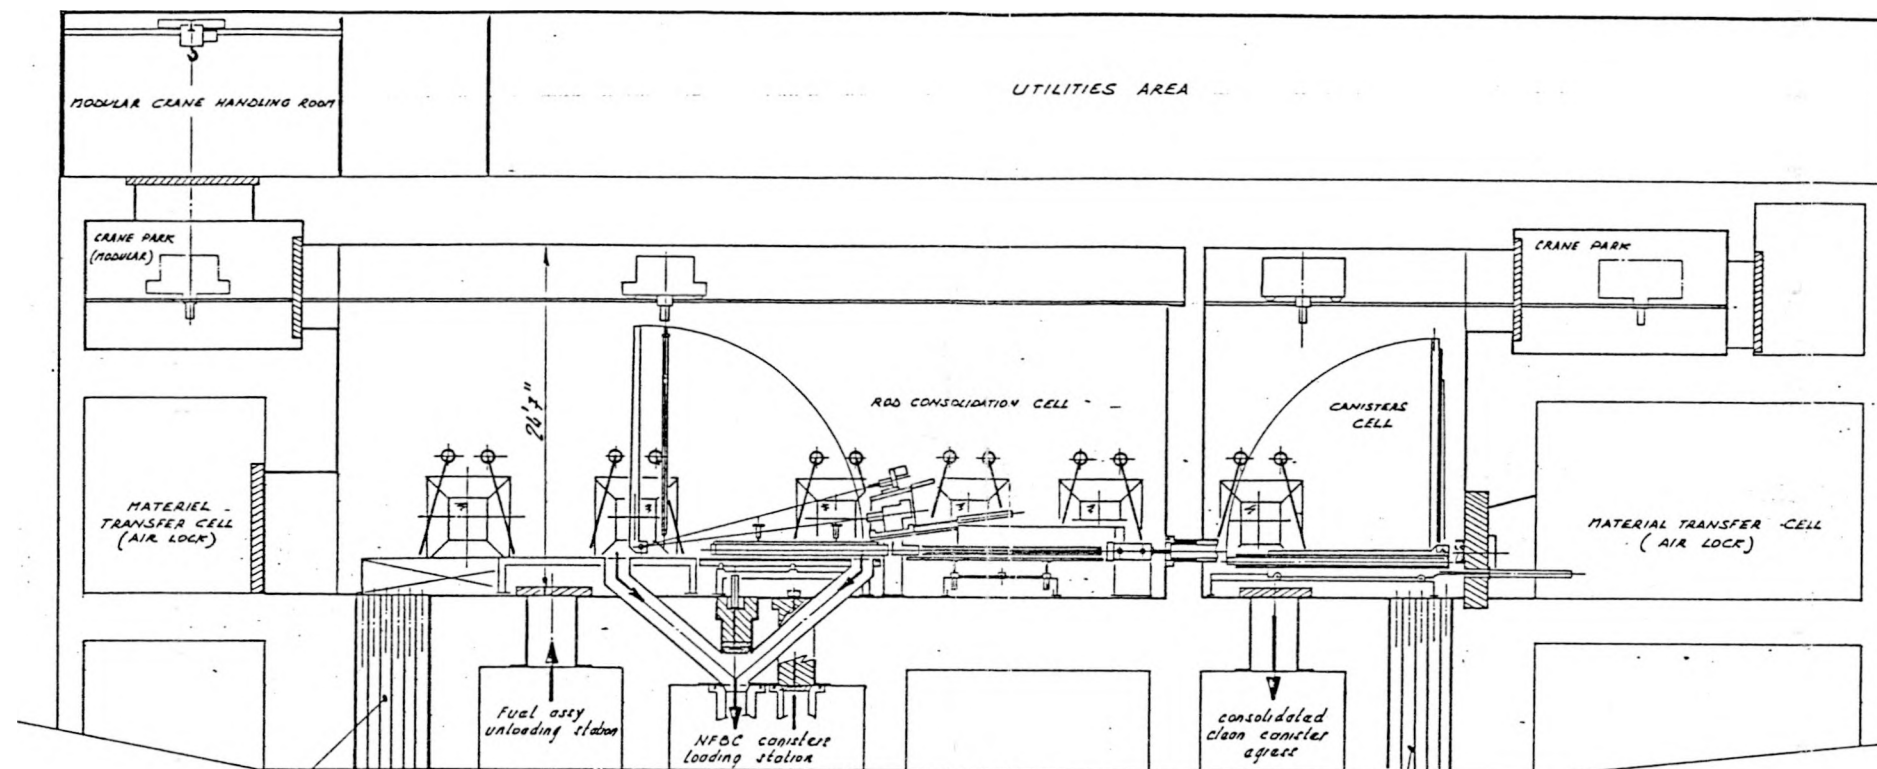 MODULAR CRANE HANDLING ROOM
UTILITIES AREA
CRANE PARK
(MODULAR)
CRANE PARK
26'7"
ROD CONSOLIDATION CELL
CANISTERS
CELL
MATERIEL
TRANSFER CELL
(AIR LOCK)
MATERIAL TRANSFER CELL
(AIR LOCK)
Fuel assy
unloading station
NFBC canisters
loading station
consolidated
clean canister
egress